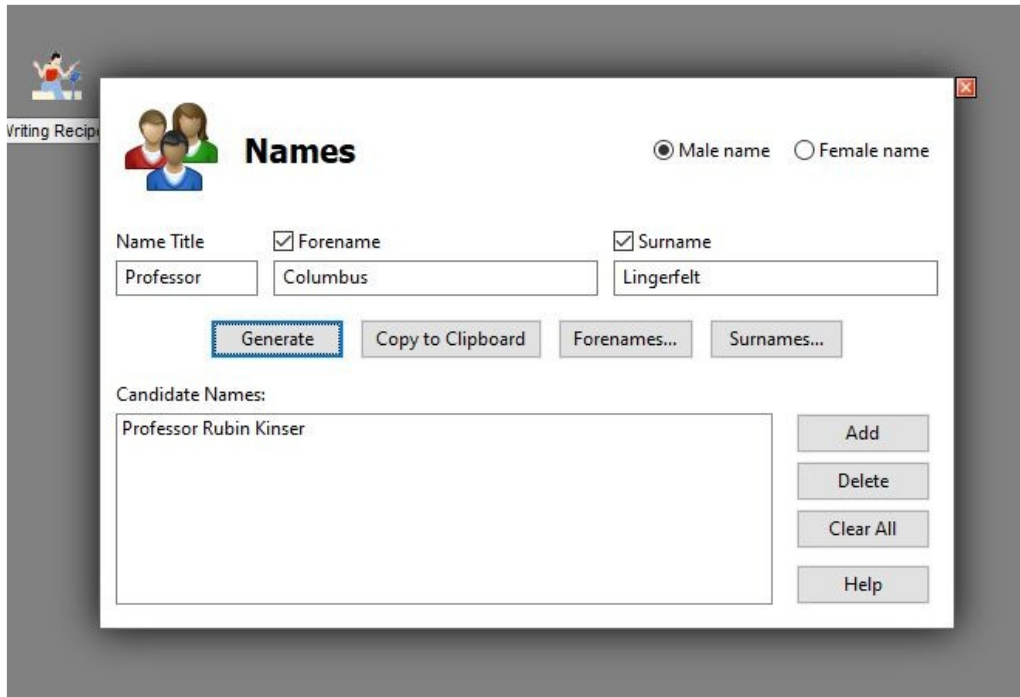 Writing Recip
Names
Male name
Female name
Name Title
Forename
Surname
Professor
Columbus
Lingerfelt
Generate
Copy to Clipboard
Forenames...
Surnames...
Candidate Names:
Professor Rubin Kinser
Add
Delete
Clear All
Help